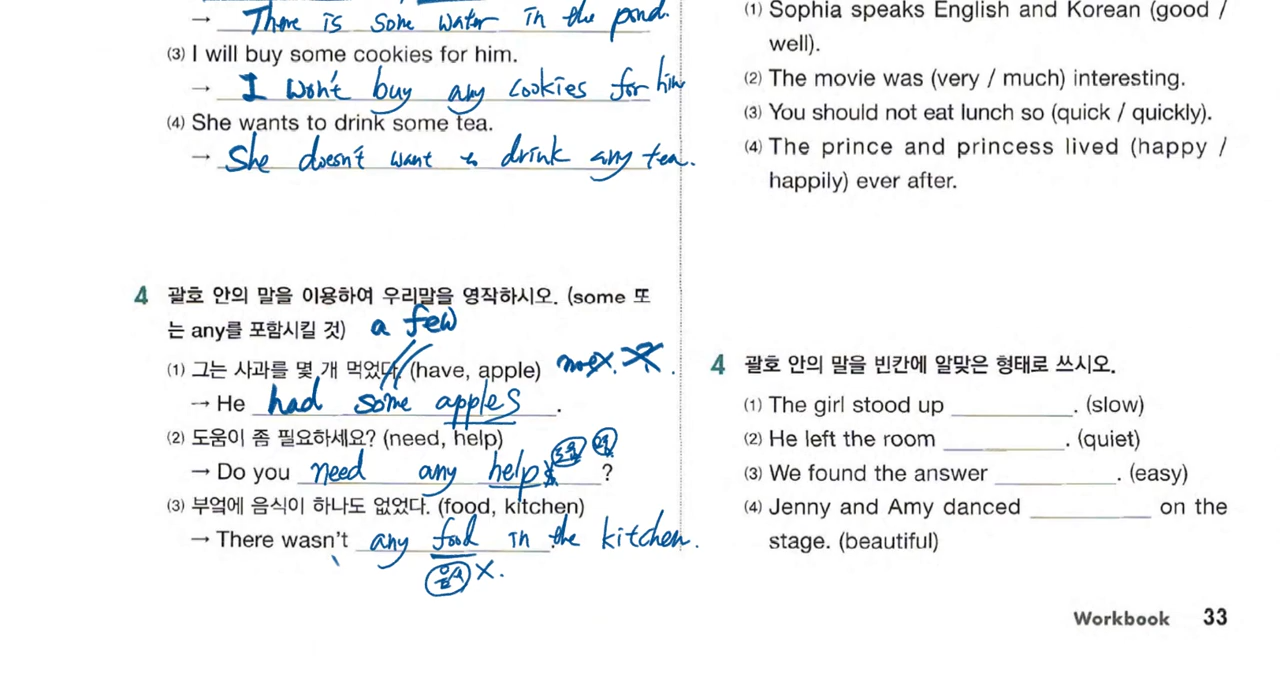 → There is some water in the pond.
(3) I will buy some cookies for him.
→ I won't buy any cookies for him
(4) She wants to drink some tea.
→ She doesn't want to drink any tea.
4 괄호 안의 말을 이용하여 우리말을 영작하시오. (some 또
는 any를 포함시킬 것) a few
(1) 그는 사과를 몇 개 먹었다. (have, apple)
→ He had some apples .
(2) 도움이 좀 필요하세요? (need, help)
→ Do you need any help ?
(3) 부엌에 음식이 하나도 없었다. (food, kitchen)
→ There wasn't any food in the kitchen.
음식 X.
(1) Sophia speaks English and Korean (good /
well).
(2) The movie was (very / much) interesting.
(3) You should not eat lunch so (quick / quickly).
(4) The prince and princess lived (happy /
happily) ever after.
4 괄호 안의 말을 빈칸에 알맞은 형태로 쓰시오.
(1) The girl stood up ________. (slow)
(2) He left the room ________. (quiet)
(3) We found the answer ________. (easy)
(4) Jenny and Amy danced ________ on the
stage. (beautiful)
Workbook 33